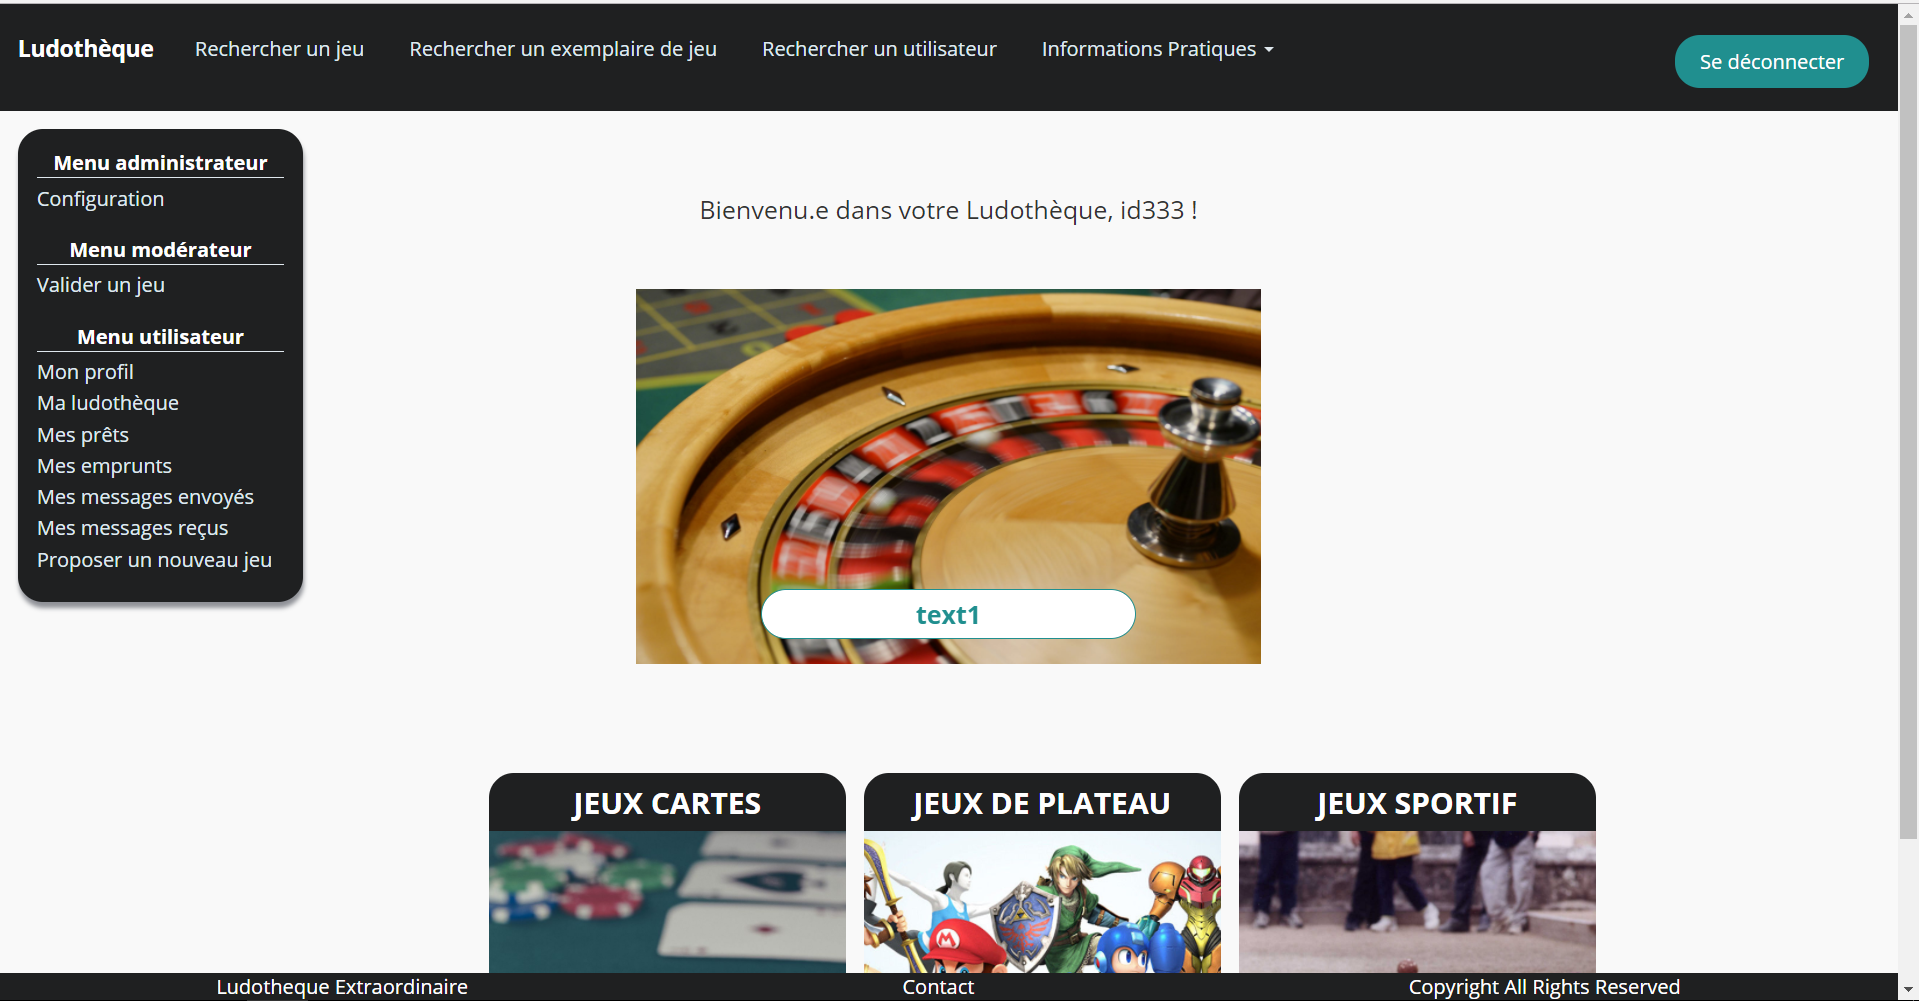 Ludothèque Rechercher un jeu Rechercher un exemplaire de jeu Rechercher un utilisateur Informations Pratiques Se déconnecter
Menu administrateur
Configuration
Menu modérateur
Valider un jeu
Menu utilisateur
Mon profil
Ma ludothèque
Mes prêts
Mes emprunts
Mes messages envoyés
Mes messages reçus
Proposer un nouveau jeu
Bienvenu.e dans votre Ludothèque, id333 !
text1
JEUX CARTES JEUX DE PLATEAU JEUX SPORTIF
Ludotheque Extraordinaire Contact Copyright All Rights Reserved